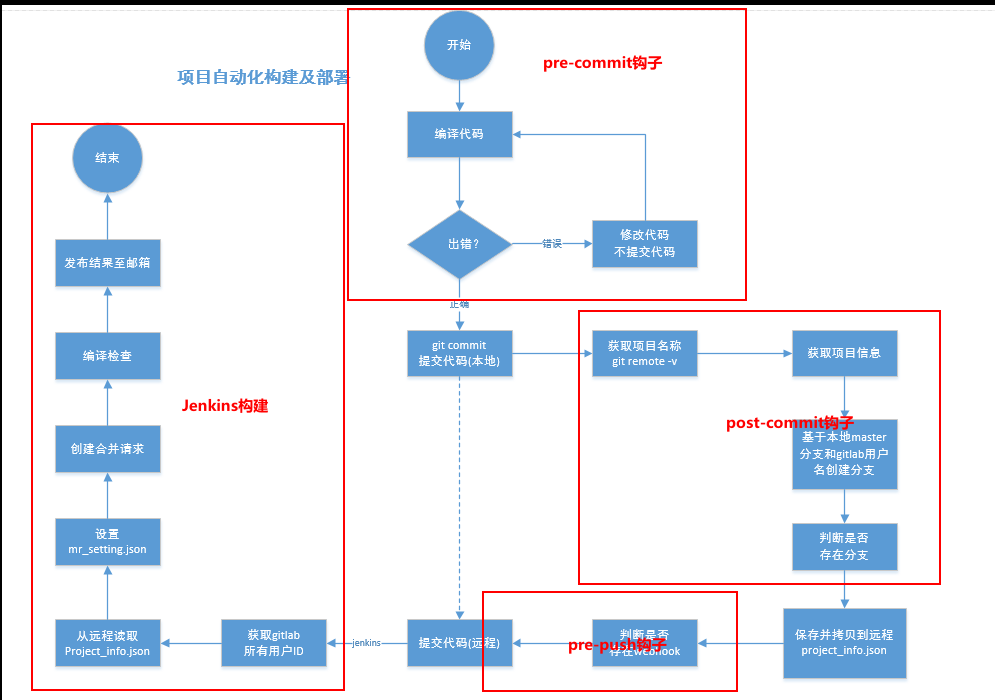 项目自动化构建及部署
开始
pre-commit钩子
编译代码
出错?
错误
修改代码
不提交代码
正确
git commit
提交代码(本地)
获取项目名称
git remote -v
获取项目信息
post-commit钩子
基于本地master
分支和gitlab用户
名创建分支
判断是否
存在分支
保存并拷贝到远程
project_info.json
判断是否
存在webhook
pre-push钩子
提交代码(远程)
jenkins
获取gitlab
所有用户ID
从远程读取
Project_info.json
设置
mr_setting.json
创建合并请求
Jenkins构建
编译检查
发布结果至邮箱
结束